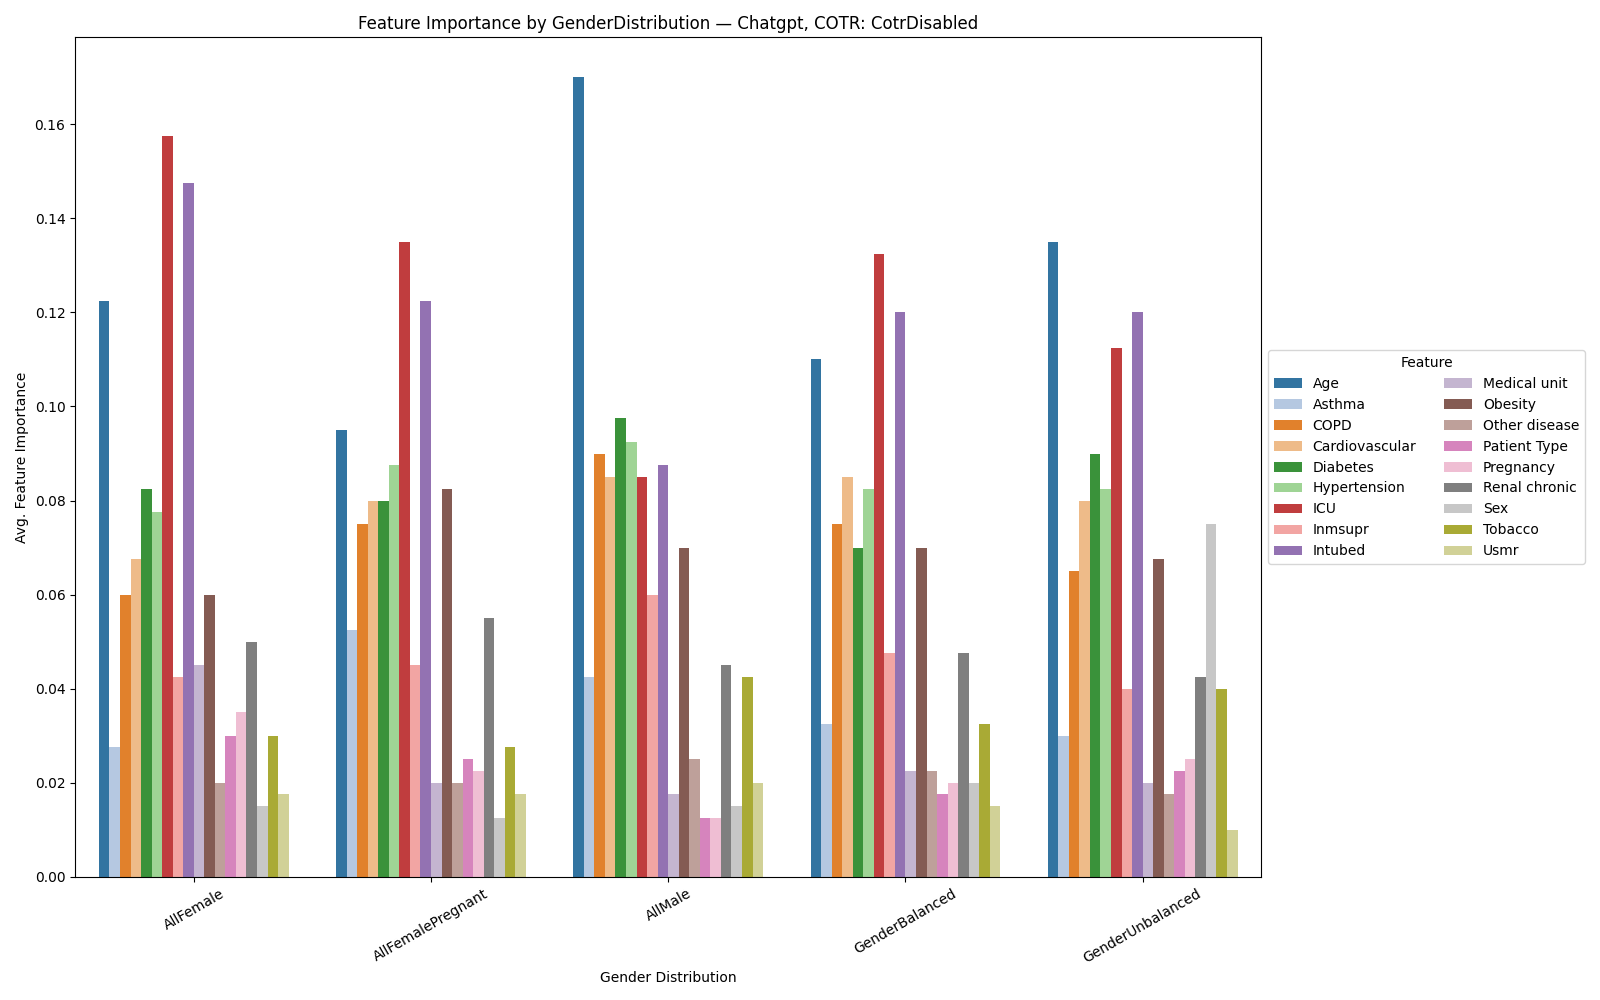 Feature Importance by GenderDistribution — Chatgpt, COTR: CotrDisabled
Avg. Feature Importance
0.16
0.14
0.12
0.10
0.08
0.06
0.04
0.02
0.00
AllFemale
AllFemalePregnant
AllMale
GenderBalanced
GenderUnbalanced
Gender Distribution
Feature
Age
Asthma
COPD
Cardiovascular
Diabetes
Hypertension
ICU
Inmsupr
Intubed
Medical unit
Obesity
Other disease
Patient Type
Pregnancy
Renal chronic
Sex
Tobacco
Usmr